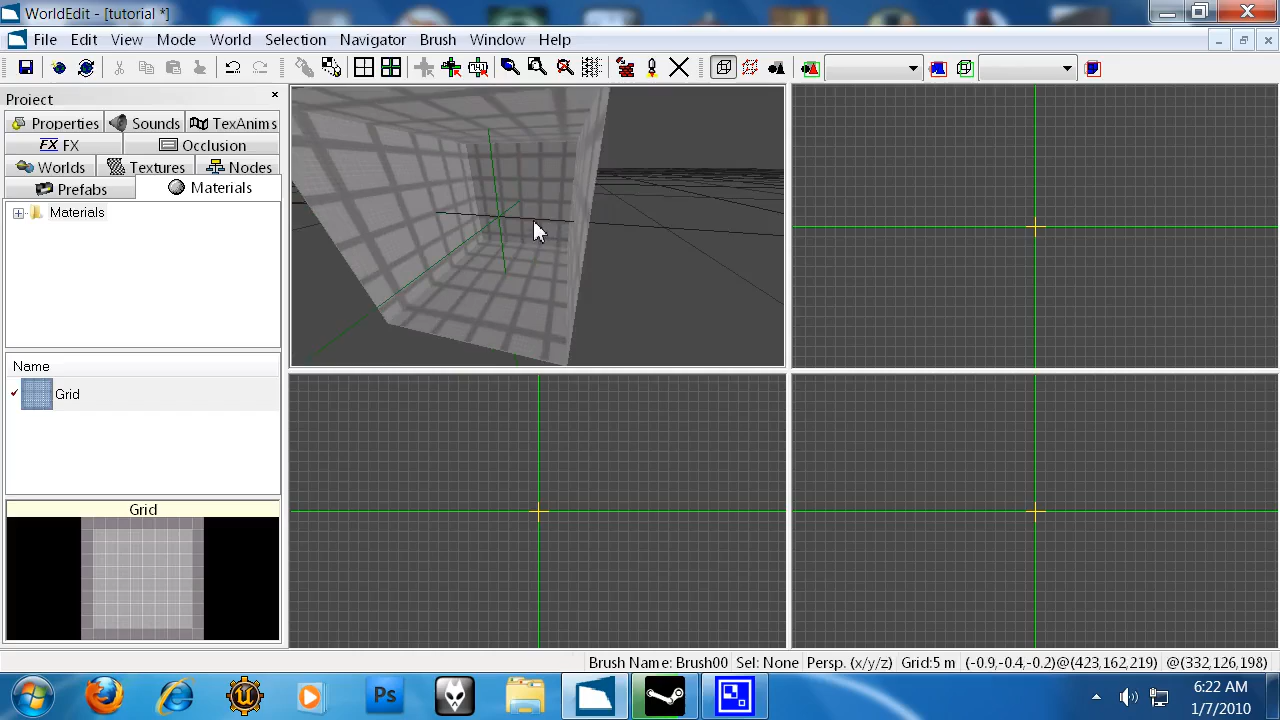 WorldEdit - [tutorial *]
File Edit View Mode World Selection Navigator Brush Window Help
Project
Properties Sounds TexAnims
FX FX Occlusion
Worlds Textures Nodes
Prefabs Materials
Materials
Name
Grid
Grid
Brush Name: Brush00 Sel: None Persp. (x/y/z) Grid:5 m (-0.9,-0.4,-0.2)@(423,162,219) @(332,126,198)
Ps
6:22 AM
1/7/2010